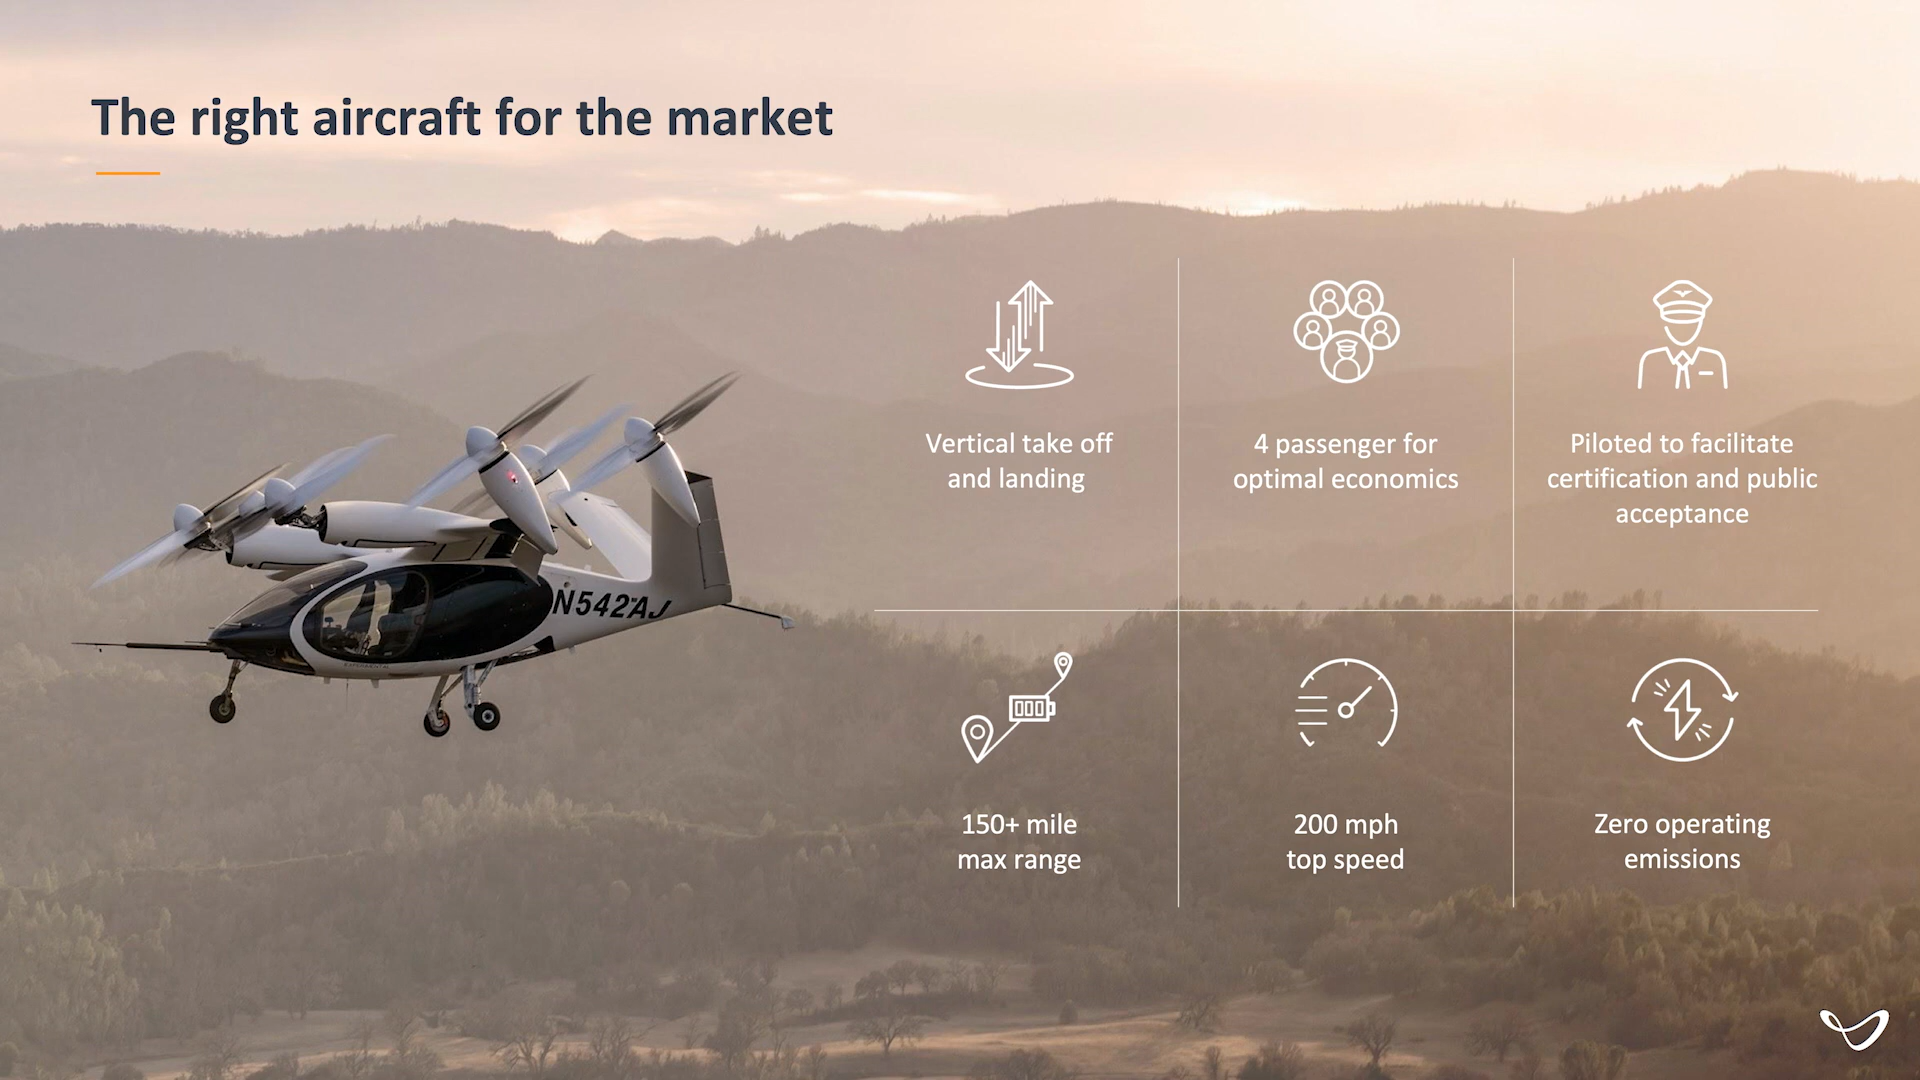 The right aircraft for the market
Vertical take off
and landing
4 passenger for
optimal economics
Piloted to facilitate
certification and public
acceptance
N542AJ
EXPERIMENTAL
150+ mile
max range
200 mph
top speed
Zero operating
emissions